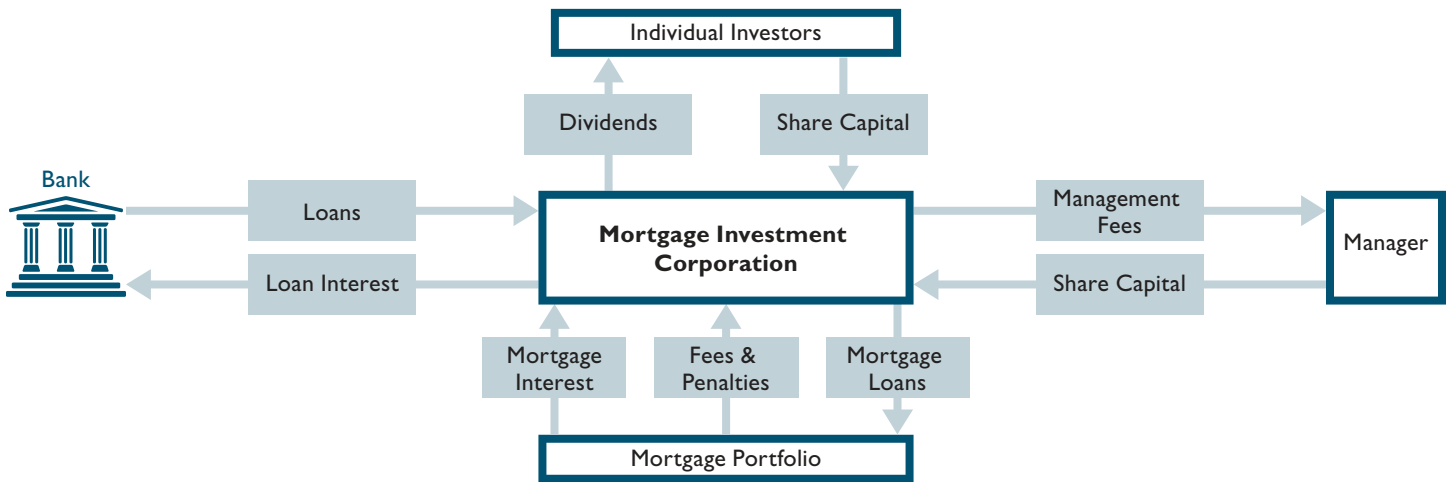 Individual Investors
Dividends
Share Capital
Bank
Loans
Mortgage Investment
Corporation
Management
Fees
Manager
Loan Interest
Share Capital
Mortgage
Interest
Fees &
Penalties
Mortgage
Loans
Mortgage Portfolio